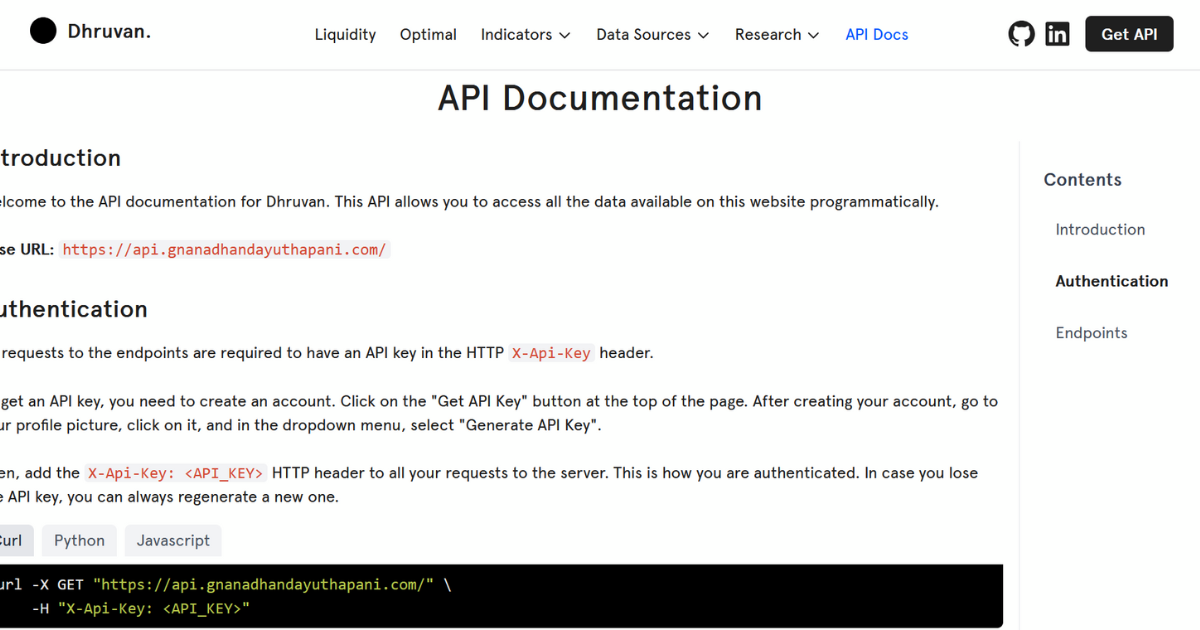 Dhruvan.
Liquidity Optimal Indicators Data Sources Research API Docs
in Get API
API Documentation
troduction
elcome to the API documentation for Dhruvan. This API allows you to access all the data available on this website programmatically.
se URL: https://api.gnanadhandayuthapani.com/
uthentication
requests to the endpoints are required to have an API key in the HTTP X-Api-Key header.
get an API key, you need to create an account. Click on the "Get API Key" button at the top of the page. After creating your account, go to
ur profile picture, click on it, and in the dropdown menu, select "Generate API Key".
en, add the X-Api-Key: <API_KEY> HTTP header to all your requests to the server. This is how you are authenticated. In case you lose
e API key, you can always regenerate a new one.
Curl Python Javascript
url -X GET "https://api.gnanadhandayuthapani.com/" \
-H "X-Api-Key: <API_KEY>"
Contents
Introduction
Authentication
Endpoints